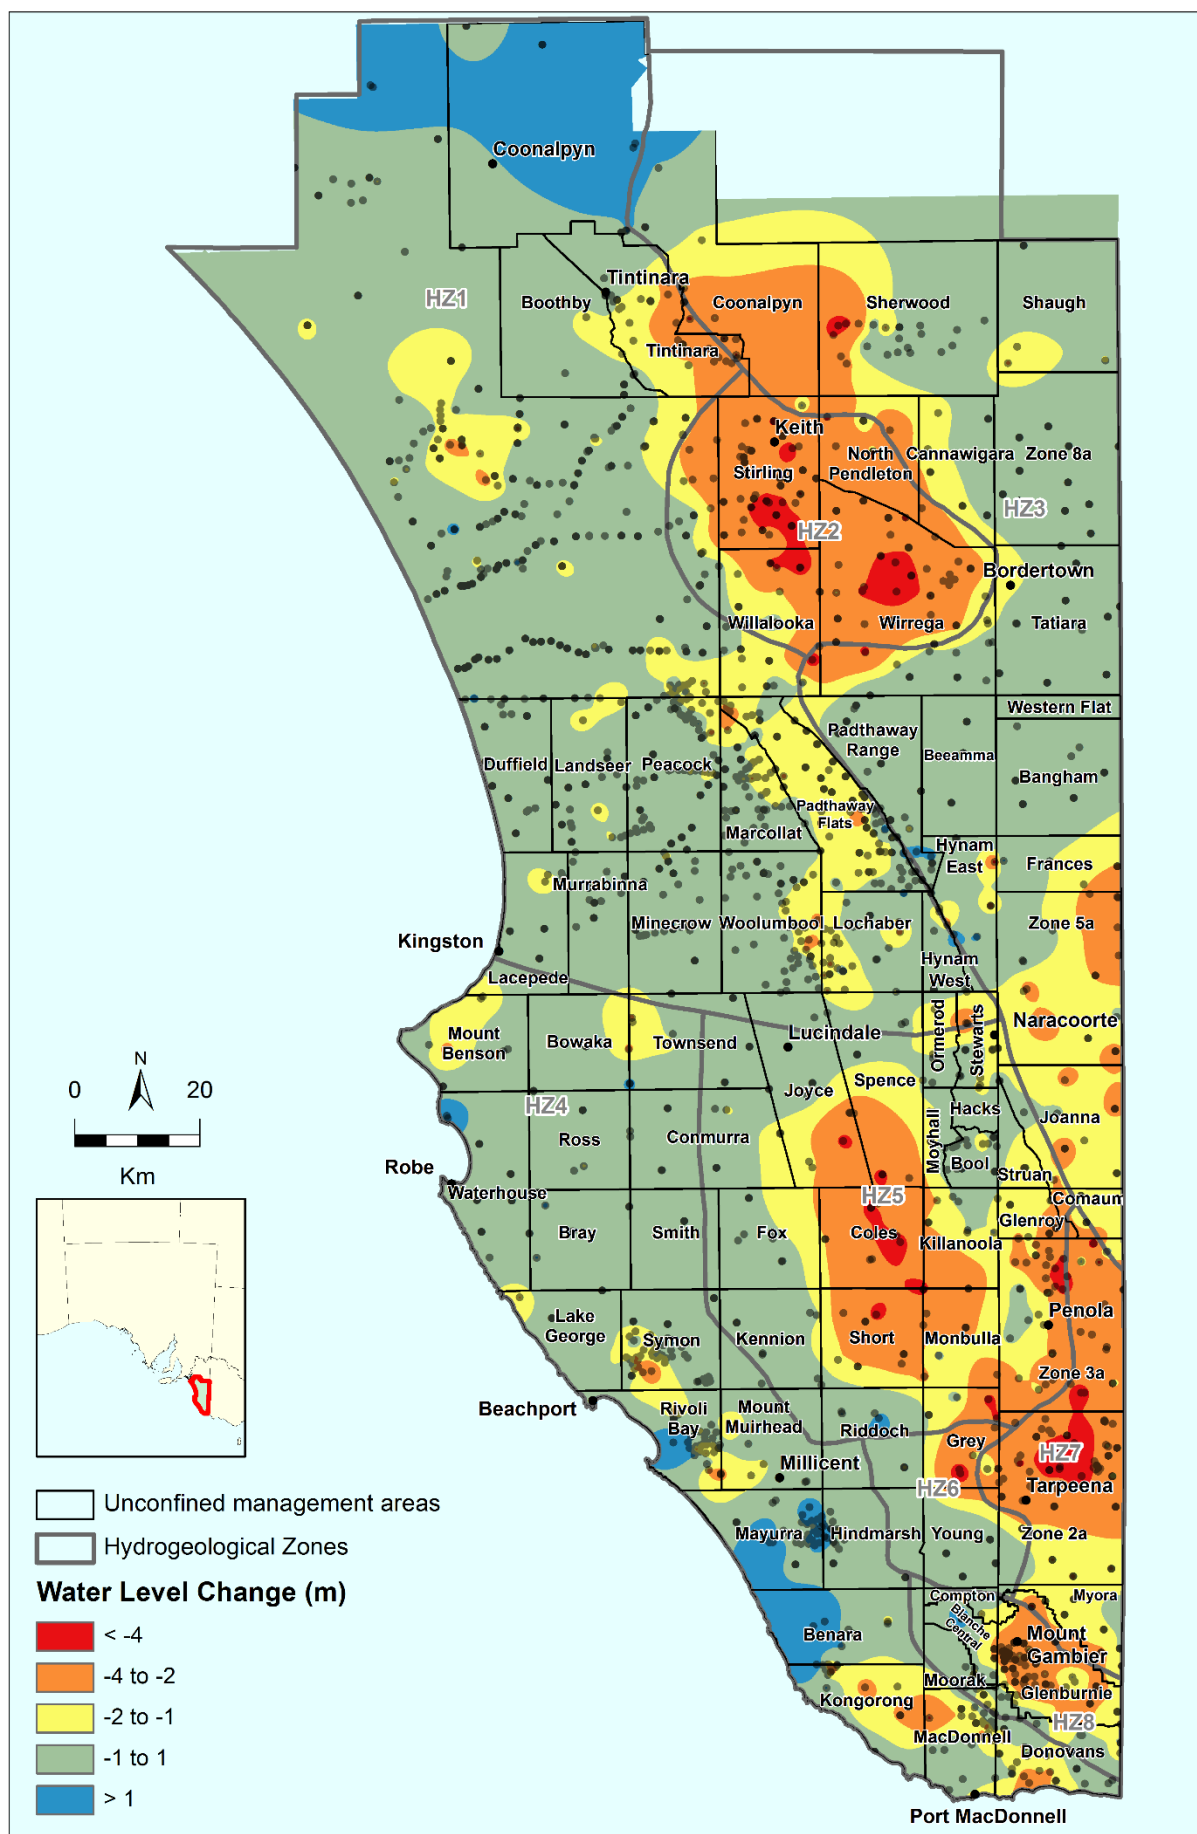 Coonalpyn
HZ1
Boothby
Tintinara
Coonalpyn
Sherwood
Shaugh
Tintinara
Keith
Stirling
North
Pendleton
Cannawigara
Zone 8a
HZ2
HZ3
Bordertown
Willalooka
Wirrega
Tatiara
Western Flat
Duffield
Landseer
Peacock
Padthaway
Range
Beeamma
Bangham
Marcollat
Padthaway
Flats
Hynam
East
Frances
Murrabinna
Minecrow
Woolumbool
Lochaber
Zone 5a
Kingston
Lacepede
Hynam
West
Mount
Benson
Bowaka
Townsend
Lucindale
Ormerod
Stewarts
Naracoorte
Joyce
Spence
HZ4
Ross
Conmurra
Moyhall
Hacks
Joanna
Bool
Struan
Robe
Waterhouse
HZ5
Comaum
Bray
Smith
Fox
Coles
Killanoola
Glenroy
Lake
George
Symon
Kennion
Short
Monbulla
Penola
Zone 3a
Beachport
Rivoli
Bay
Mount
Muirhead
Riddoch
Grey
Millicent
HZ6
HZ7
Tarpeena
Mayurra
Hindmarsh
Young
Zone 2a
Compton
Myora
Blanche
Central
Benara
Mount
Gambier
Moorak
Glenburnie
Kongorong
MacDonnell
HZ8
Donovans
Port MacDonnell
N
0 20
Km
Unconfined management areas
Hydrogeological Zones
Water Level Change (m)
< -4
-4 to -2
-2 to -1
-1 to 1
> 1